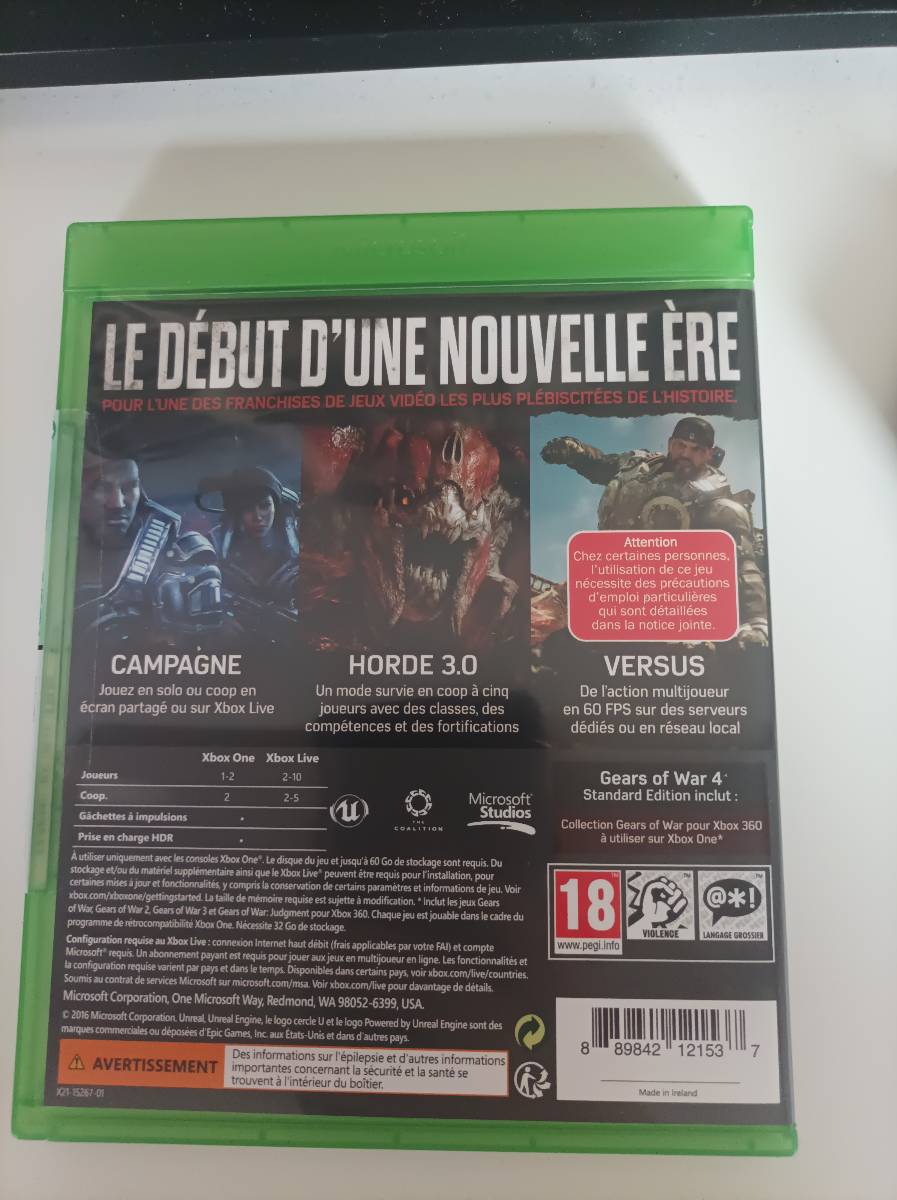 LE DÉBUT D'UNE NOUVELLE ÈRE
POUR L'UNE DES FRANCHISES DE JEUX VIDÉO LES PLUS PLÉBISCITÉES DE L'HISTOIRE.
Attention
Chez certaines personnes,
l'utilisation de ce jeu
nécessite des précautions
d'emploi particulières
qui sont détaillées
dans la notice jointe.
CAMPAGNE
Jouez en solo ou coop en
écran partagé ou sur Xbox Live
HORDE 3.0
Un mode survie en coop à cinq
joueurs avec des classes, des
compétences et des fortifications
VERSUS
De l'action multijoueur
en 60 FPS sur des serveurs
dédiés ou en réseau local
Xbox One Xbox Live
Joueurs 1-2 2-10
Coop. 2 2-5
Gâchettes à impulsions •
Prise en charge HDR •
THE
COALITION
Microsoft®
Studios
Gears of War 4
Standard Edition inclut :
Collection Gears of War pour Xbox 360
à utiliser sur Xbox One*
À utiliser uniquement avec les consoles Xbox One®. Le disque du jeu et jusqu'à 60 Go de stockage sont requis. Du
stockage et/ou du matériel supplémentaire ainsi que le Xbox Live® peuvent être requis pour l'installation, pour
certaines mises à jour et fonctionnalités, y compris la conservation de certains paramètres et informations de jeu. Voir
xbox.com/xboxone/gettingstarted. La taille de mémoire requise est sujette à modification. * Inclut les jeux Gears
of War, Gears of War 2, Gears of War 3 et Gears of War: Judgment pour Xbox 360. Chaque jeu est jouable dans le cadre du
programme de rétrocompatibilité Xbox One. Nécessite 32 Go de stockage.
Configuration requise au Xbox Live : connexion Internet haut débit (frais applicables par votre FAI) et compte
Microsoft® requis. Un abonnement payant est requis pour jouer aux jeux en multijoueur en ligne. Les fonctionnalités et
la configuration requise varient par pays et dans le temps. Disponibles dans certains pays, voir xbox.com/live/countries.
Soumis au contrat de services Microsoft sur microsoft.com/msa. Voir xbox.com/live pour davantage de détails.
Microsoft Corporation, One Microsoft Way, Redmond, WA 98052-6399, USA.
© 2016 Microsoft Corporation. Unreal, Unreal Engine, le logo cercle U et le logo Powered by Unreal Engine sont des
marques commerciales ou déposées d'Epic Games, Inc. aux États-Unis et dans d'autres pays.
18
www.pegi.info
VIOLENCE
@*!
LANGAGE GROSSIER
AVERTISSEMENT
Des informations sur l'épilepsie et d'autres informations
importantes concernant la sécurité et la santé se
trouvent à l'intérieur du boîtier.
X21-15267-01
8 89842 12153 7
Made in Ireland